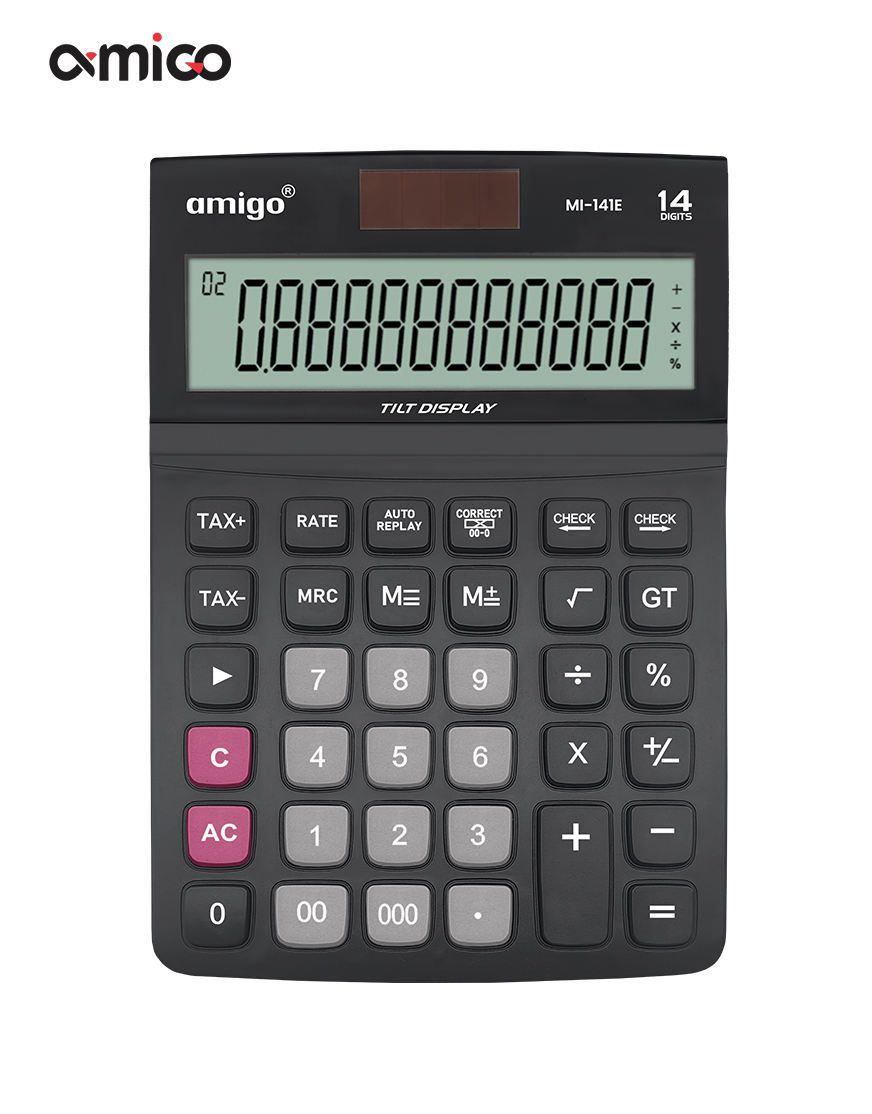 amigo
amigo®
MI-141E
14
DIGITS
02
0.88888888888
+
−
x
÷
%
TILT DISPLAY
TAX+ RATE AUTO REPLAY CORRECT 00-0 CHECK CHECK
TAX− MRC M= M± √ GT
▶ 7 8 9 ÷ %
C 4 5 6 X +/−
AC 1 2 3 + −
0 00 000 . =